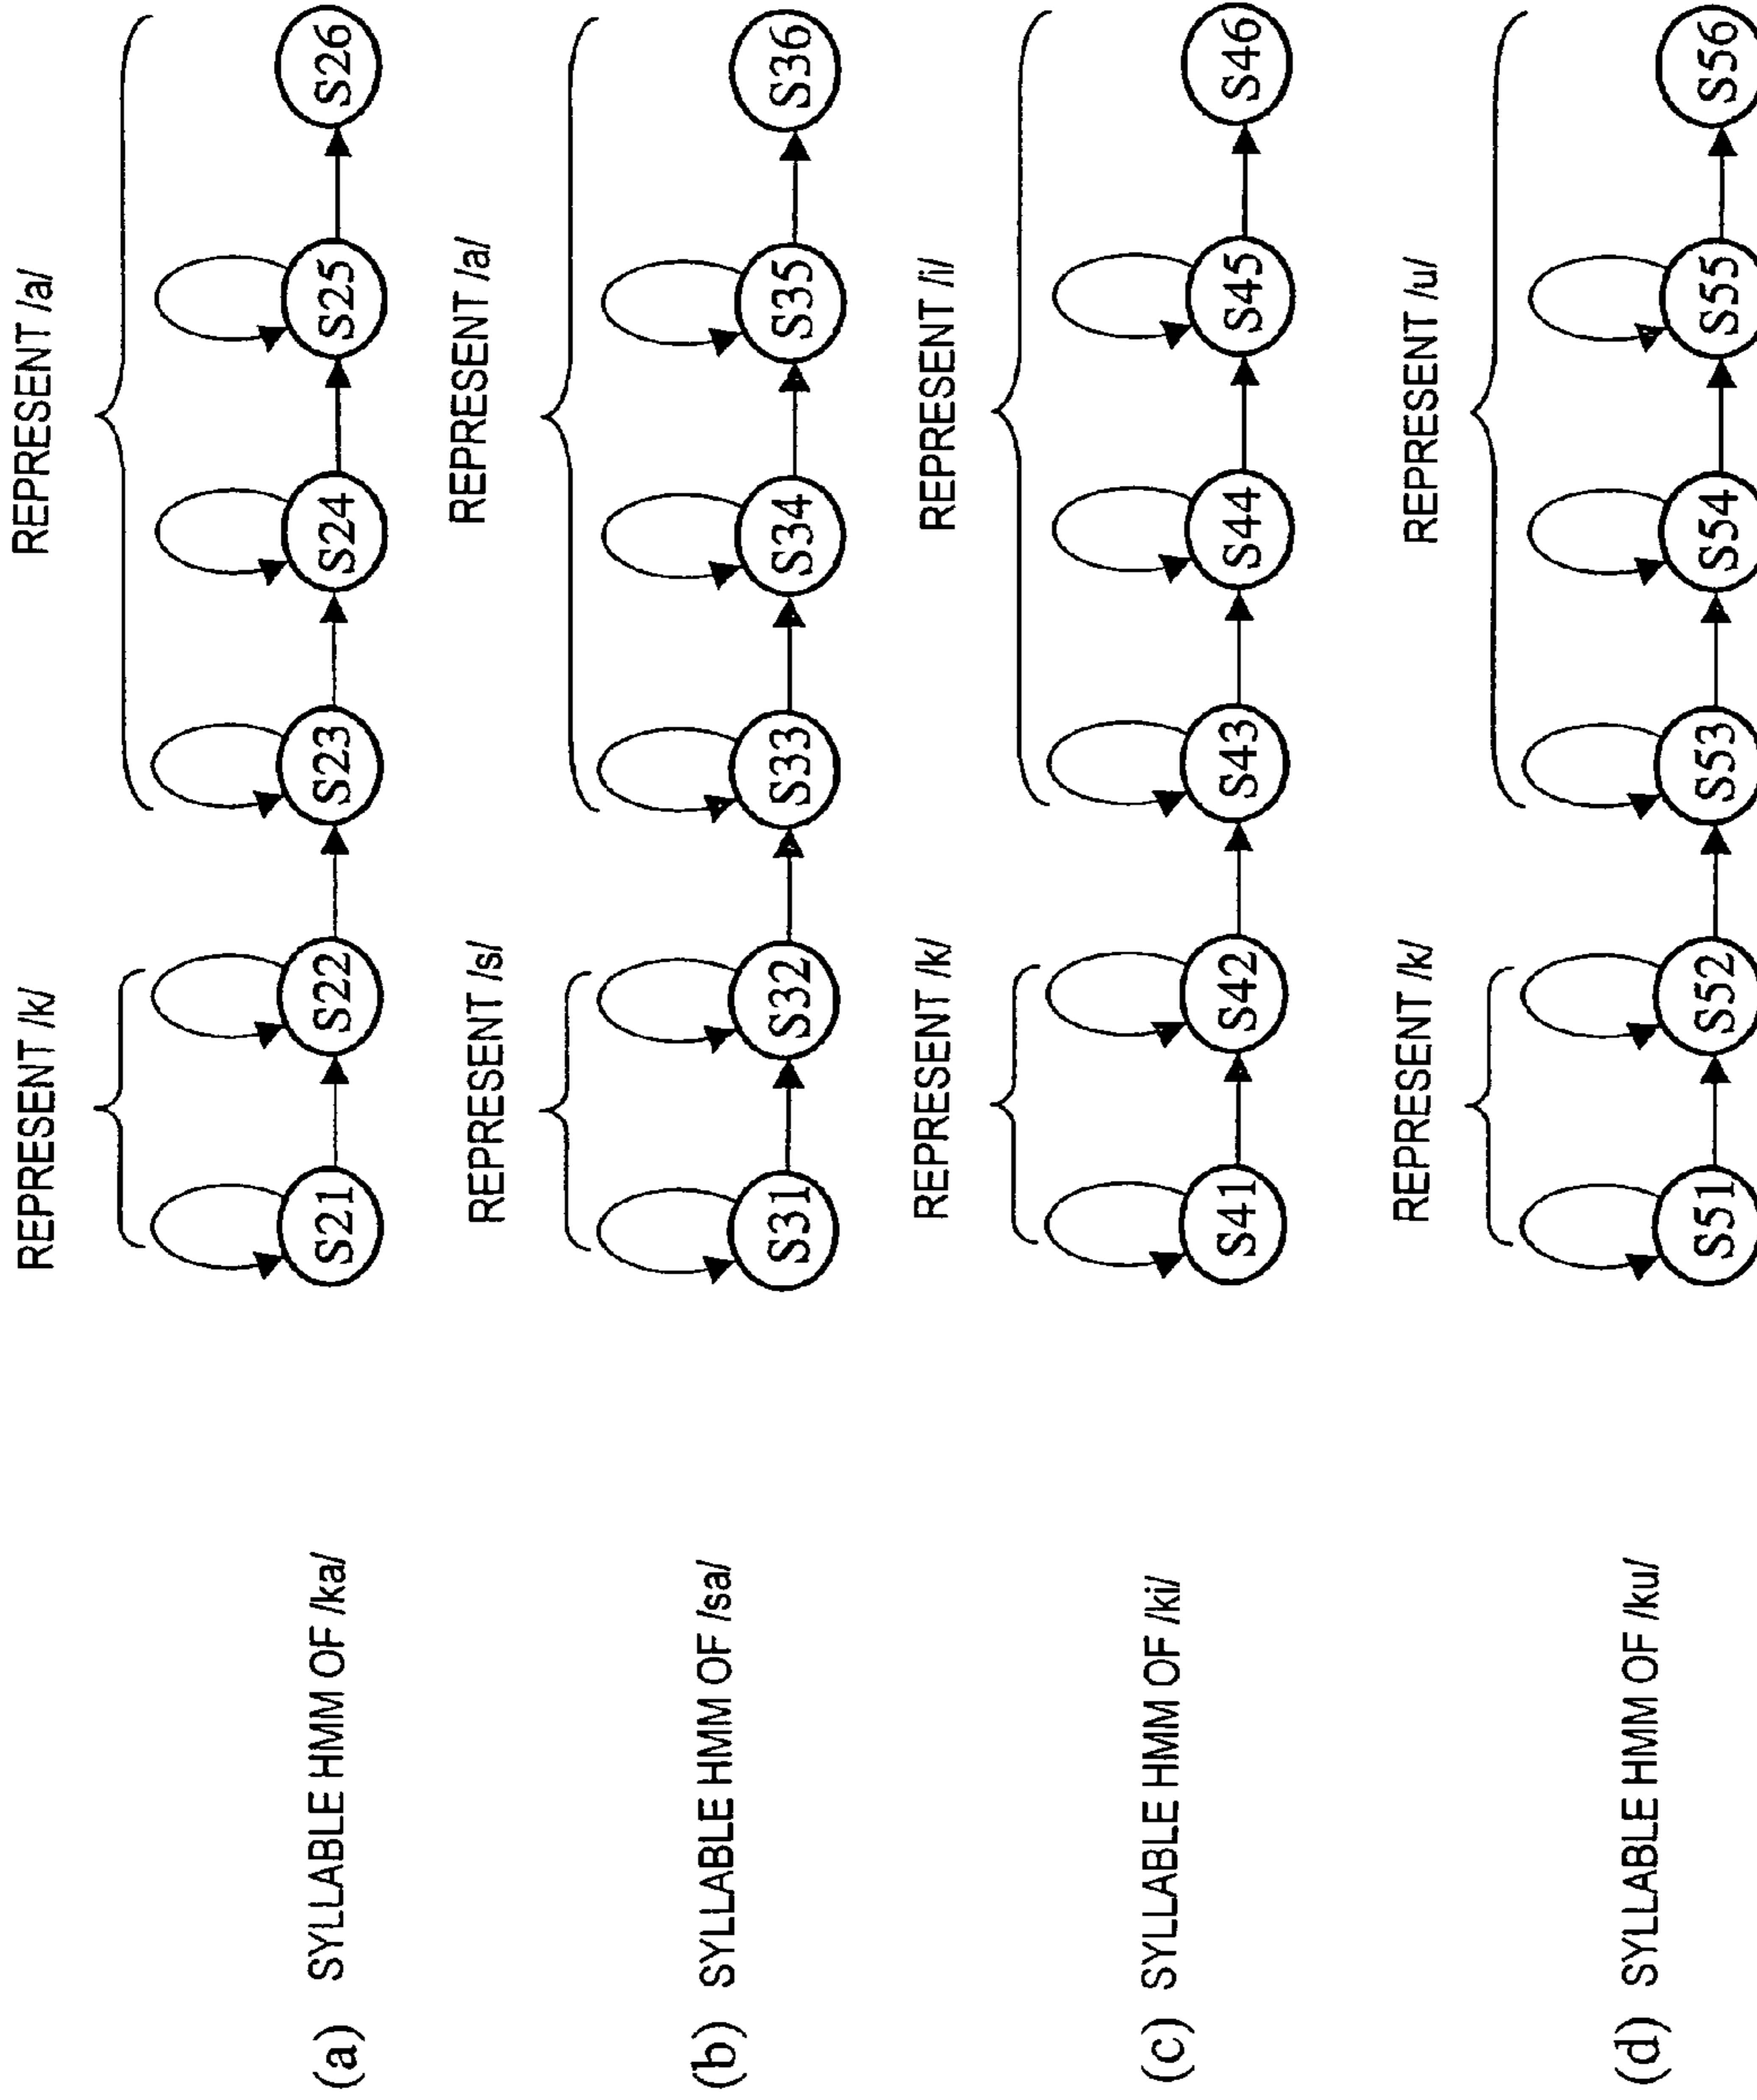 REPRESENT /k/ REPRESENT /a/
(a) SYLLABLE HMM OF /ka/ S21 S22 S23 S24 S25 S26
REPRESENT /s/ REPRESENT /a/
(b) SYLLABLE HMM OF /sa/ S31 S32 S33 S34 S35 S36
REPRESENT /k/ REPRESENT /i/
(c) SYLLABLE HMM OF /ki/ S41 S42 S43 S44 S45 S46
REPRESENT /k/ REPRESENT /u/
(d) SYLLABLE HMM OF /ku/ S51 S52 S53 S54 S55 S56